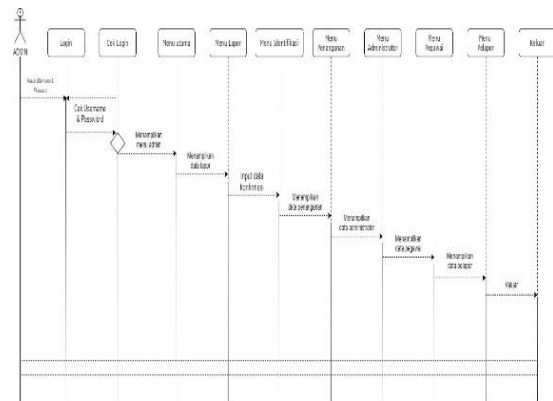 ADMIN
Login
Cek Login
Menu utama
Menu Lapor
Menu Identifikasi
Menu
Penanganan
Menu
Administrator
Menu
Pegawai
Menu
Pelapor
Keluar
Cek Username
& Password
Menampilkan
menu admin
Menampilkan
data lapor
Input data
konfirmasi
Menampilkan
data penanganan
Menampilkan
data administrator
Menampilkan
data pegawai
Menampilkan
data pelapor
Keluar